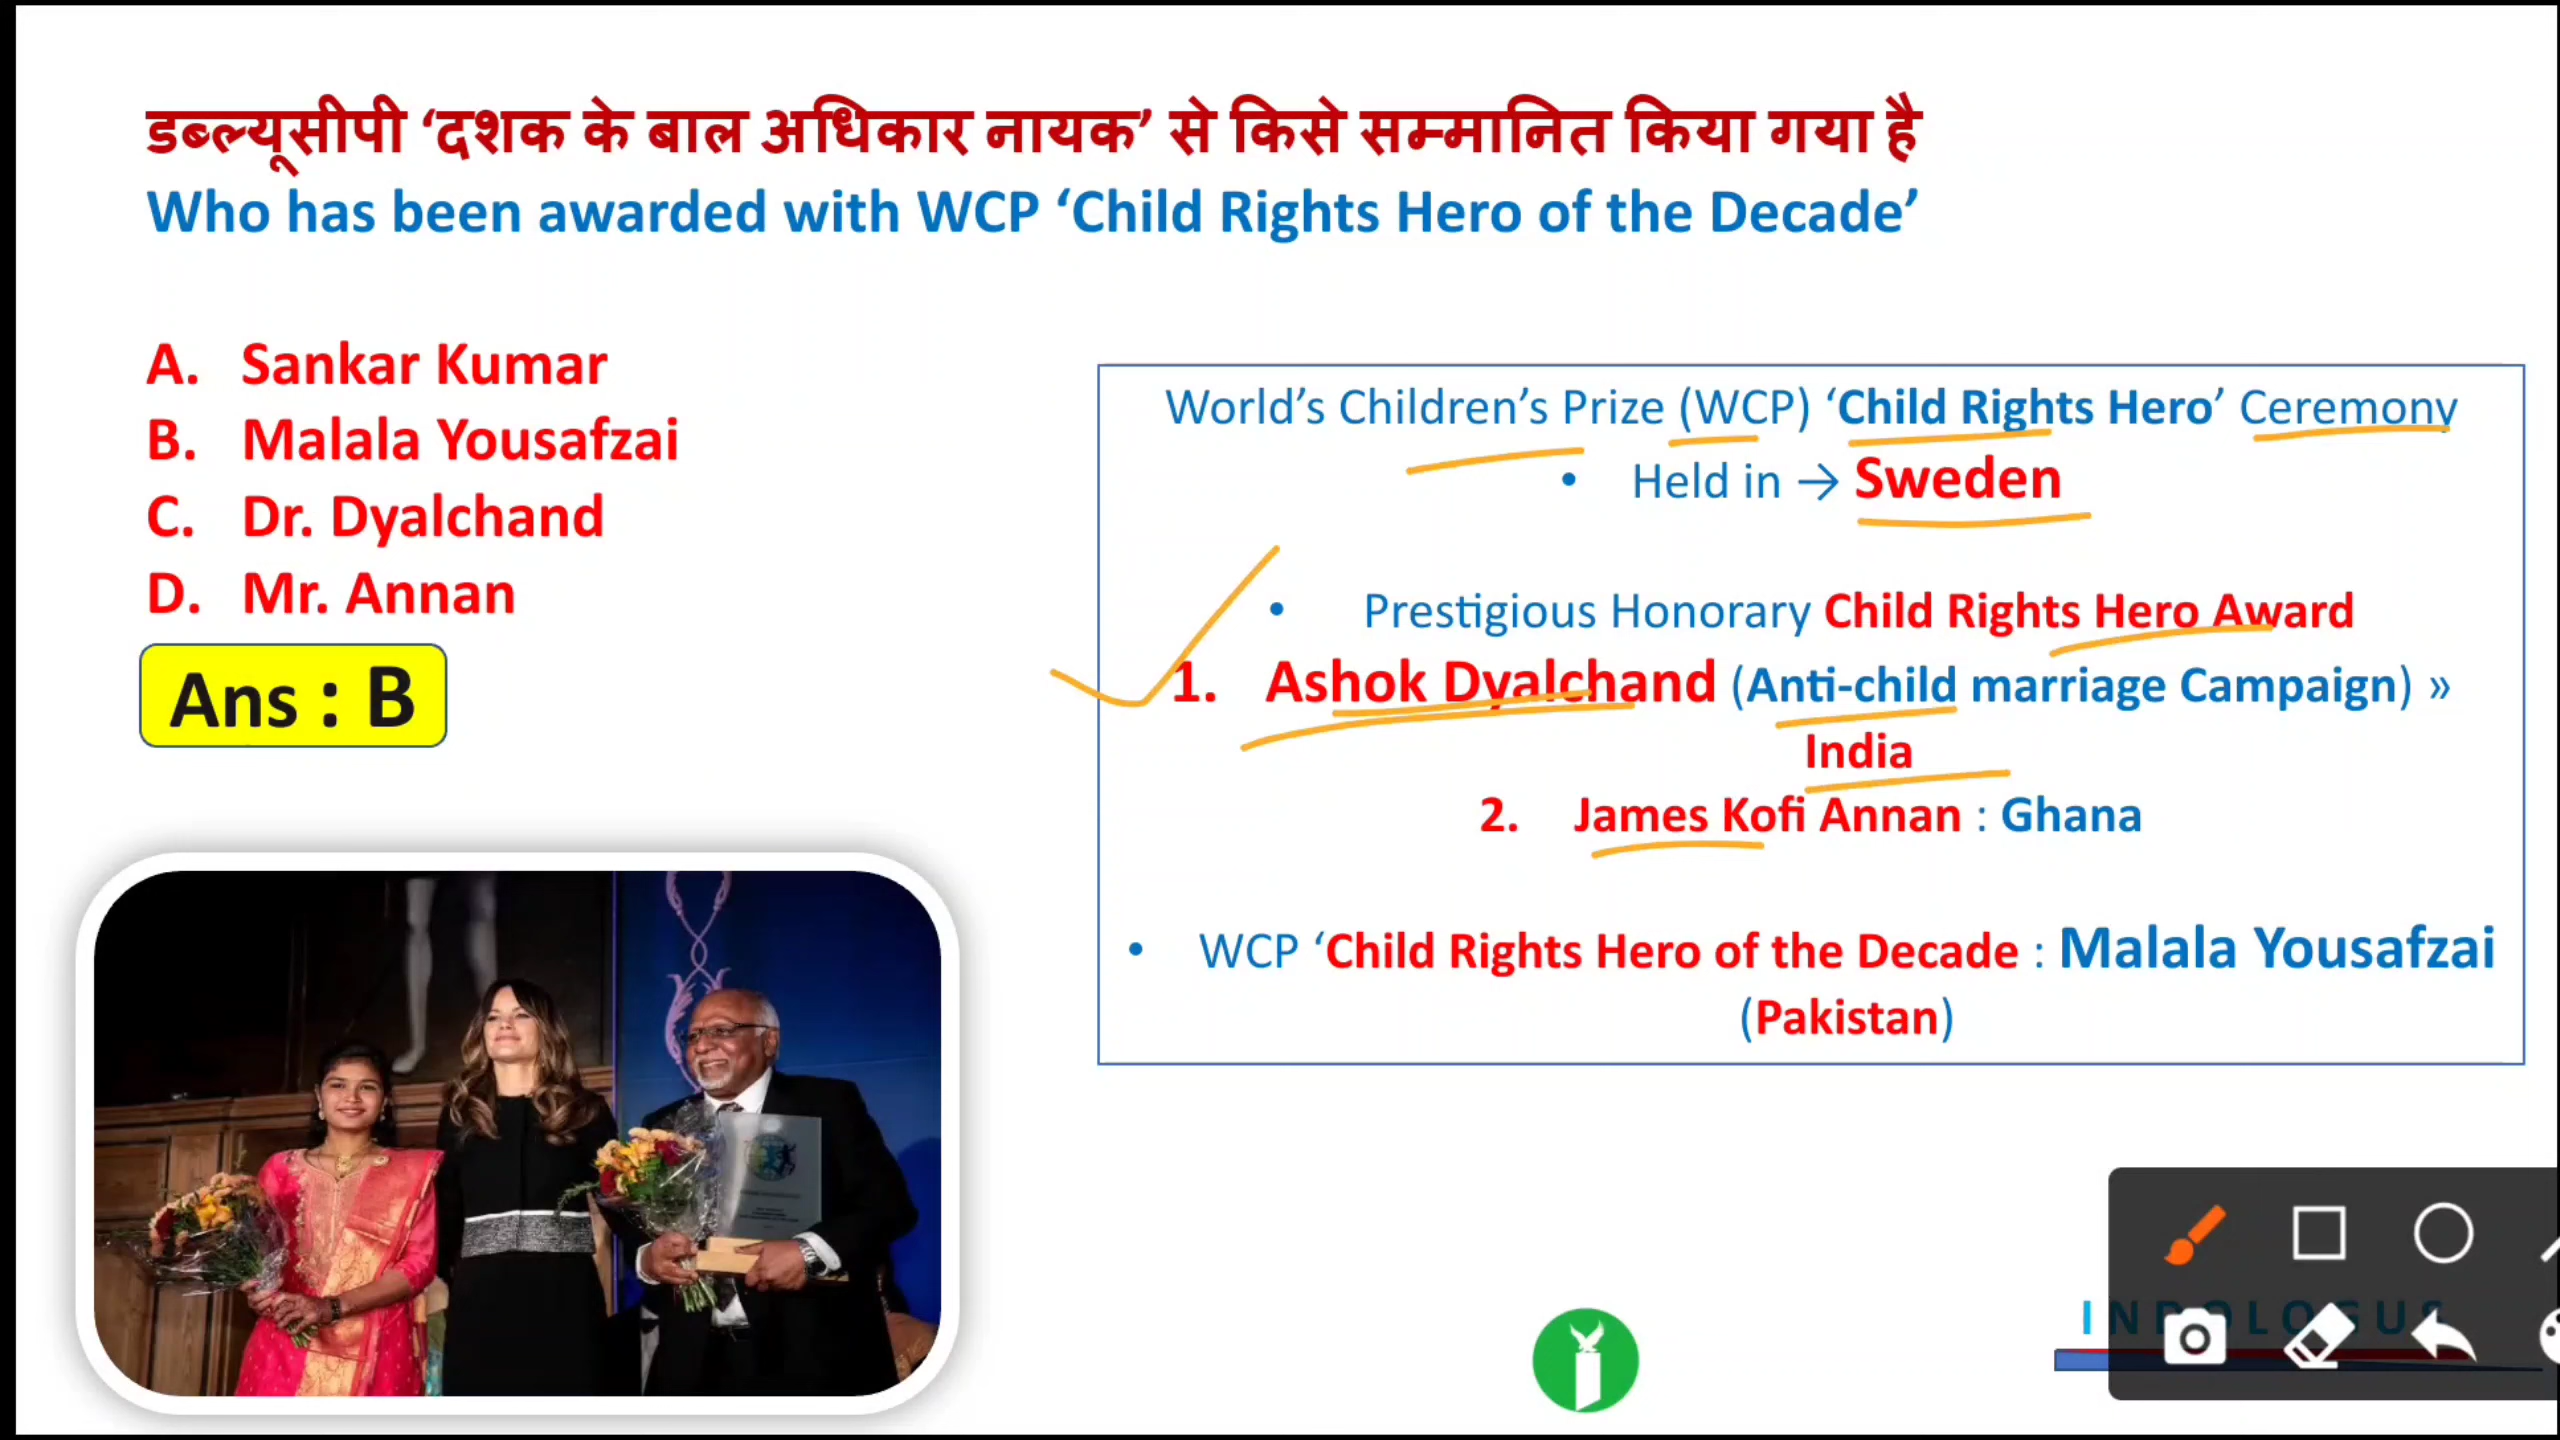 डब्ल्यूसीपी ‘दशक के बाल अधिकार नायक’ से किसे सम्मानित किया गया है
Who has been awarded with WCP ‘Child Rights Hero of the Decade’
A. Sankar Kumar
B. Malala Yousafzai
C. Dr. Dyalchand
D. Mr. Annan
Ans : B
World’s Children’s Prize (WCP) ‘Child Rights Hero’ Ceremony
• Held in → Sweden
• Prestigious Honorary Child Rights Hero Award
1. Ashok Dyalchand (Anti-child marriage Campaign) »
India
2. James Kofi Annan : Ghana
• WCP ‘Child Rights Hero of the Decade : Malala Yousafzai
(Pakistan)
INDOLOGUS